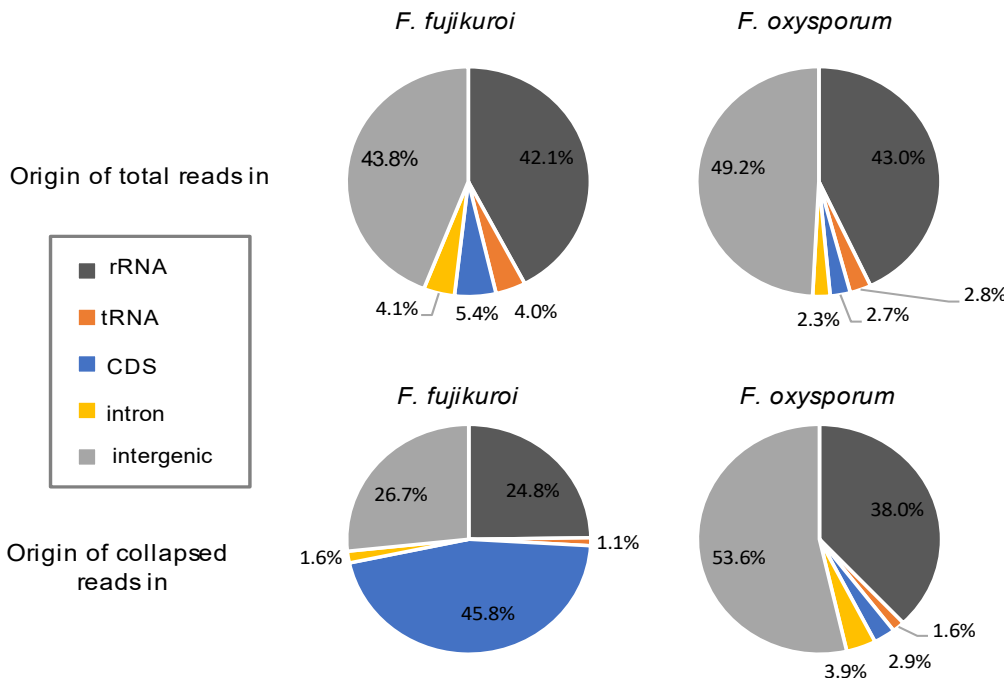 F. fujikuroi
F. oxysporum
Origin of total reads in
43.8%
42.1%
4.1%
5.4%
4.0%
49.2%
43.0%
2.3%
2.7%
2.8%
rRNA
tRNA
CDS
intron
intergenic
F. fujikuroi
F. oxysporum
Origin of collapsed
reads in
26.7%
24.8%
1.6%
1.1%
45.8%
53.6%
38.0%
3.9%
2.9%
1.6%